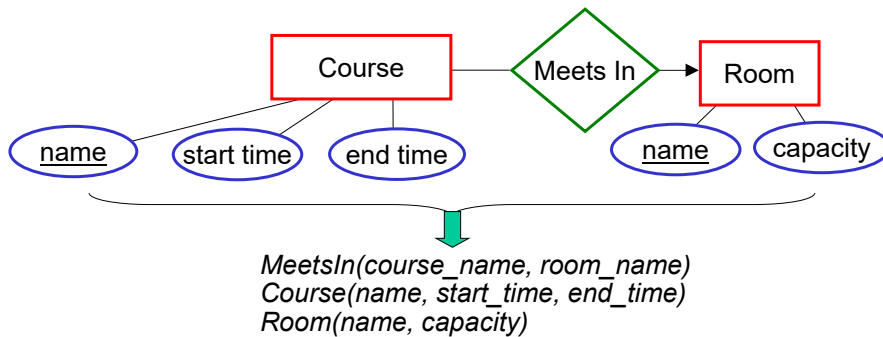 Course
Meets In
Room
name
start time
end time
name
capacity
MeetsIn(course_name, room_name)
Course(name, start_time, end_time)
Room(name, capacity)